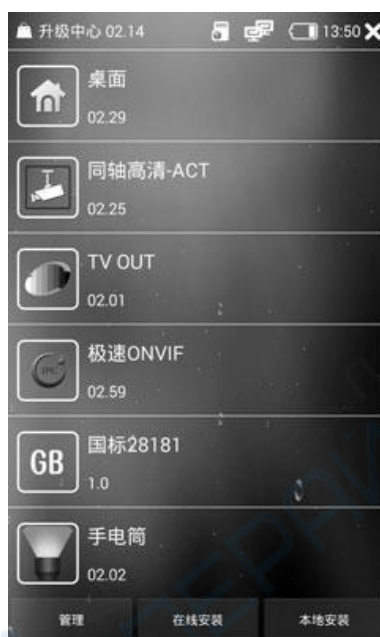 升级中心 02.14
13:50
桌面
02.29
同轴高清-ACT
02.25
TV OUT
02.01
极速ONVIF
02.59
IPC
国标28181
GB
1.0
手电筒
02.02
管理 在线安装 本地安装